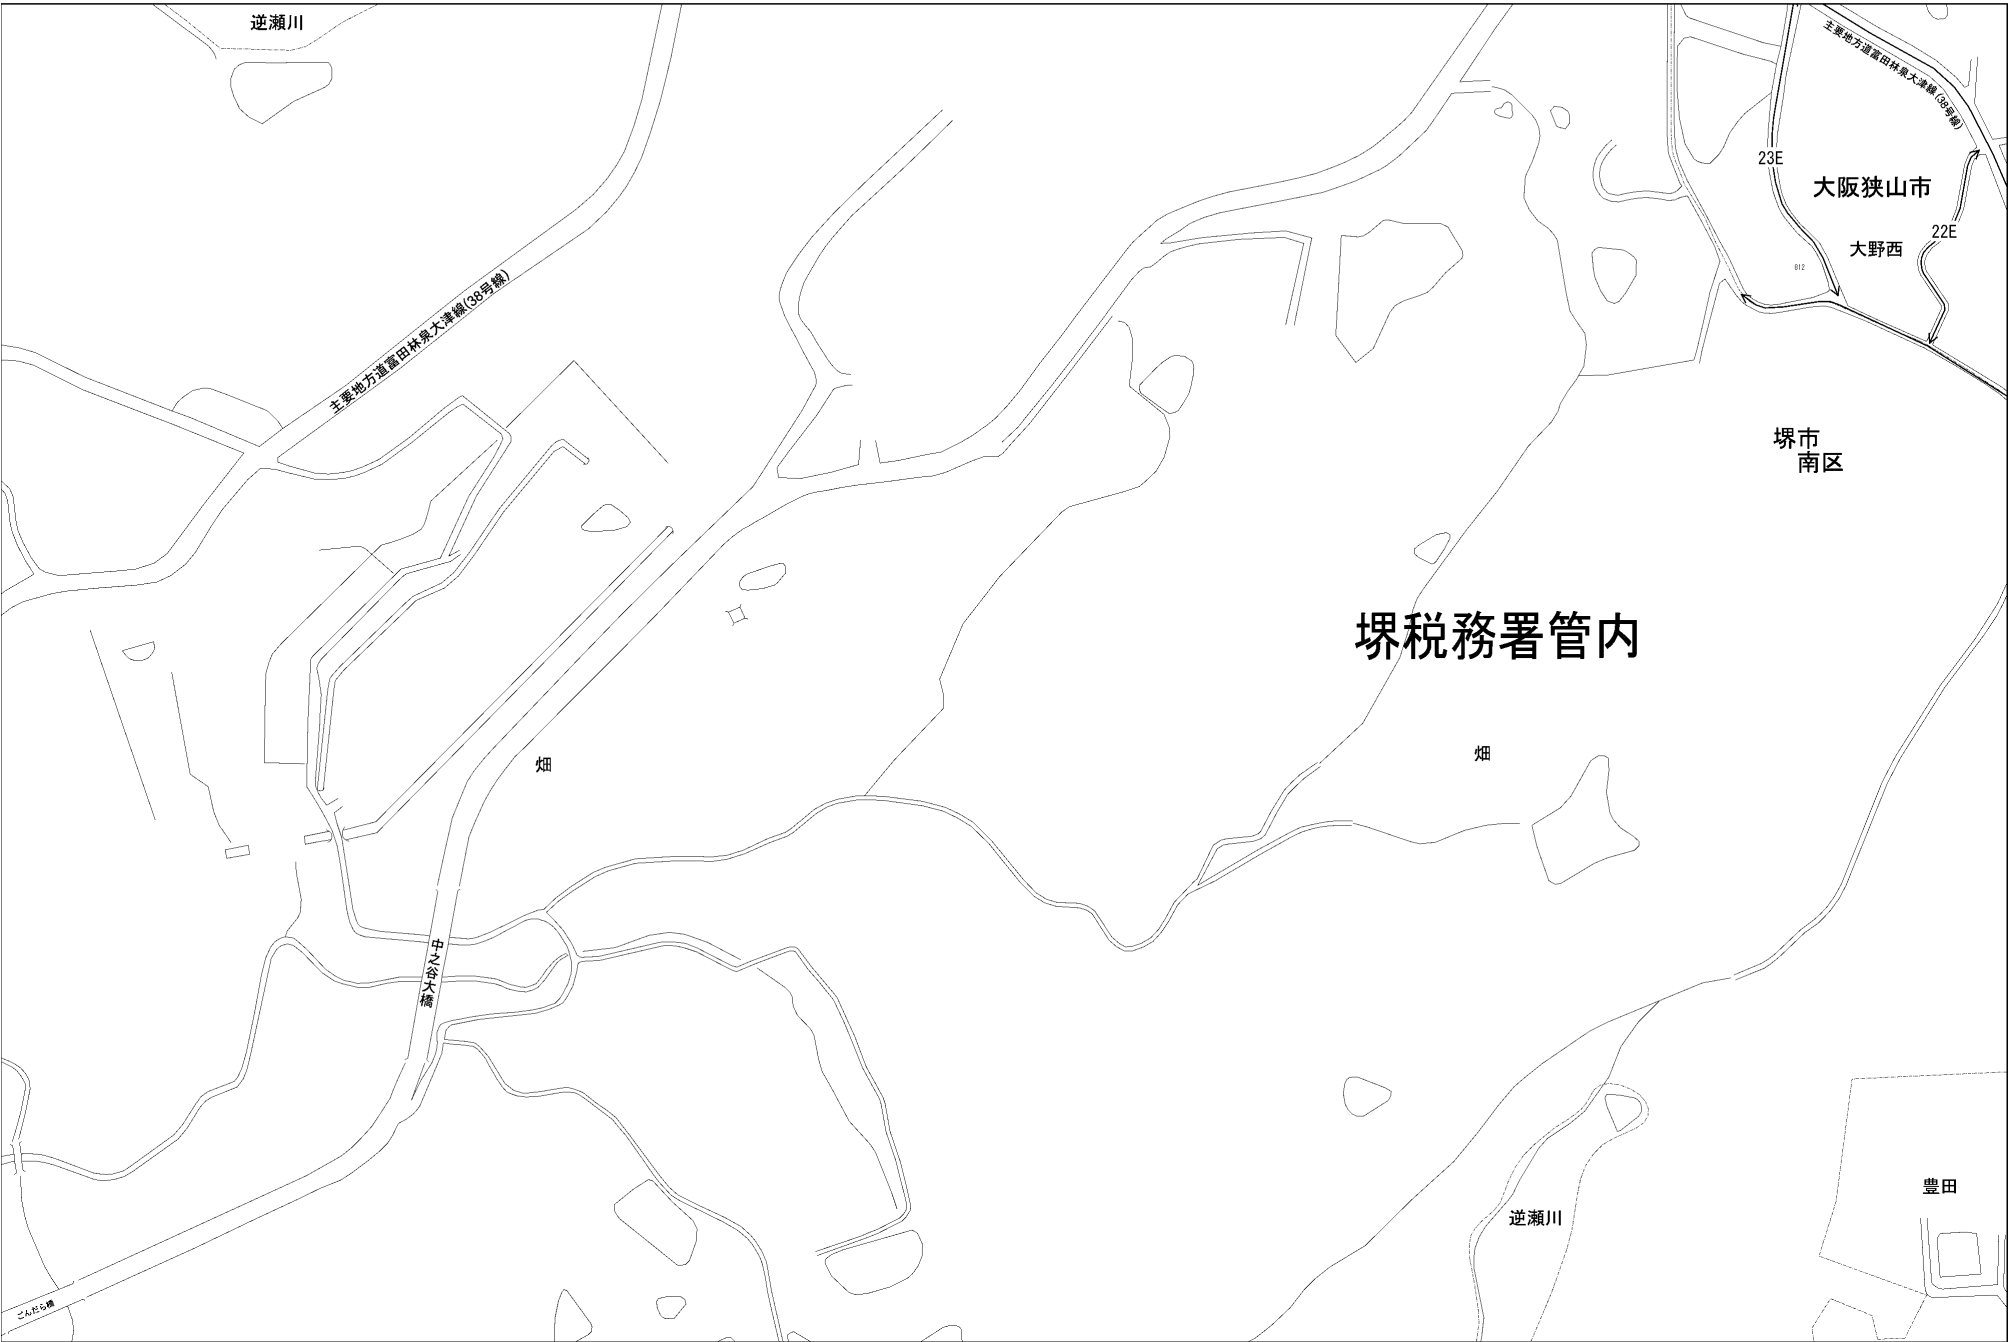 逆瀬川
主要地方道富田林泉大津線(38号線)
23E
大阪狭山市
22E
大野西
812
主要地方道富田林泉大津線(38号線)
堺市
南区
堺税務署管内
畑
畑
中之谷大橋
豊田
逆瀬川
ごんだら橋